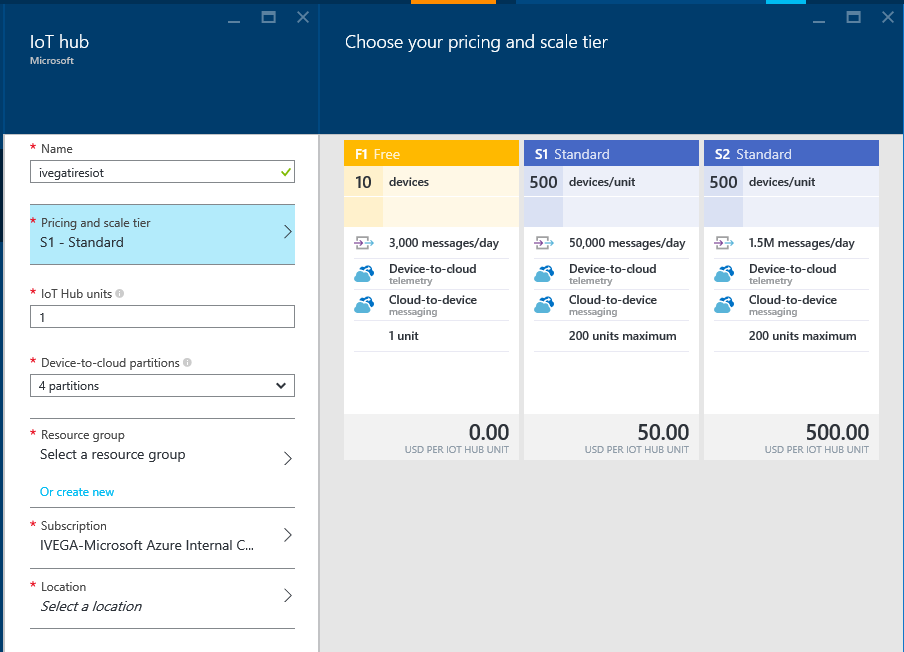 IoT hub
Microsoft
* Name
ivegatiresiot
* Pricing and scale tier
S1 - Standard
* IoT Hub units
1
* Device-to-cloud partitions
4 partitions
* Resource group
Select a resource group
Or create new
* Subscription
IVEGA-Microsoft Azure Internal C...
* Location
Select a location
Choose your pricing and scale tier
F1 Free
10 devices
3,000 messages/day
Device-to-cloud
telemetry
Cloud-to-device
messaging
1 unit
0.00
USD PER IOT HUB UNIT
S1 Standard
500 devices/unit
50,000 messages/day
Device-to-cloud
telemetry
Cloud-to-device
messaging
200 units maximum
50.00
USD PER IOT HUB UNIT
S2 Standard
500 devices/unit
1.5M messages/day
Device-to-cloud
telemetry
Cloud-to-device
messaging
200 units maximum
500.00
USD PER IOT HUB UNIT